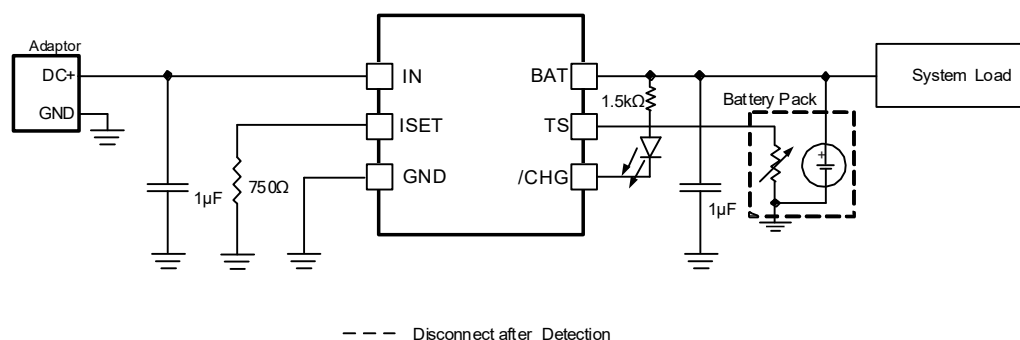 Adaptor
DC+
GND
IN
ISET
GND
BAT
TS
/CHG
1µF
750Ω
1.5kΩ
1µF
Battery Pack
+
System Load
Disconnect after Detection